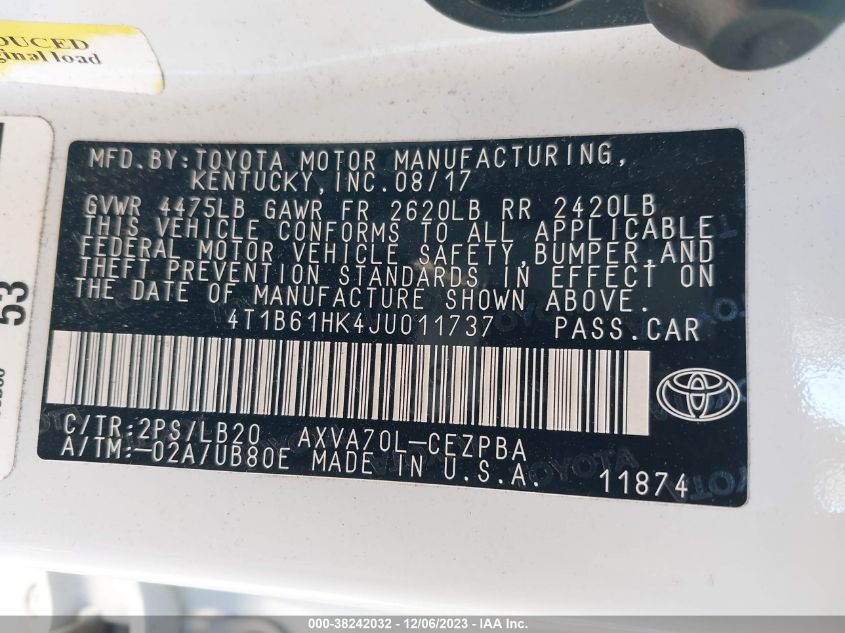 DUCED
ginal load
53
MFD. BY: TOYOTA MOTOR MANUFACTURING,
KENTUCKY, INC. 08/17
GVWR 4475LB GAWR FR 2620LB RR 2420LB
THIS VEHICLE CONFORMS TO ALL APPLICABLE
FEDERAL MOTOR VEHICLE SAFETY, BUMPER, AND
THEFT PREVENTION STANDARDS IN EFFECT ON
THE DATE OF MANUFACTURE SHOWN ABOVE.
4T1B61HK4JU011737 PASS.CAR
C/TR:2PS/LB20 AXVA70L-CEZPBA
A/TM:-02A/UB80E MADE IN U.S.A.
11874
TOYOTA
000-38242032 - 12/06/2023 - IAA Inc.